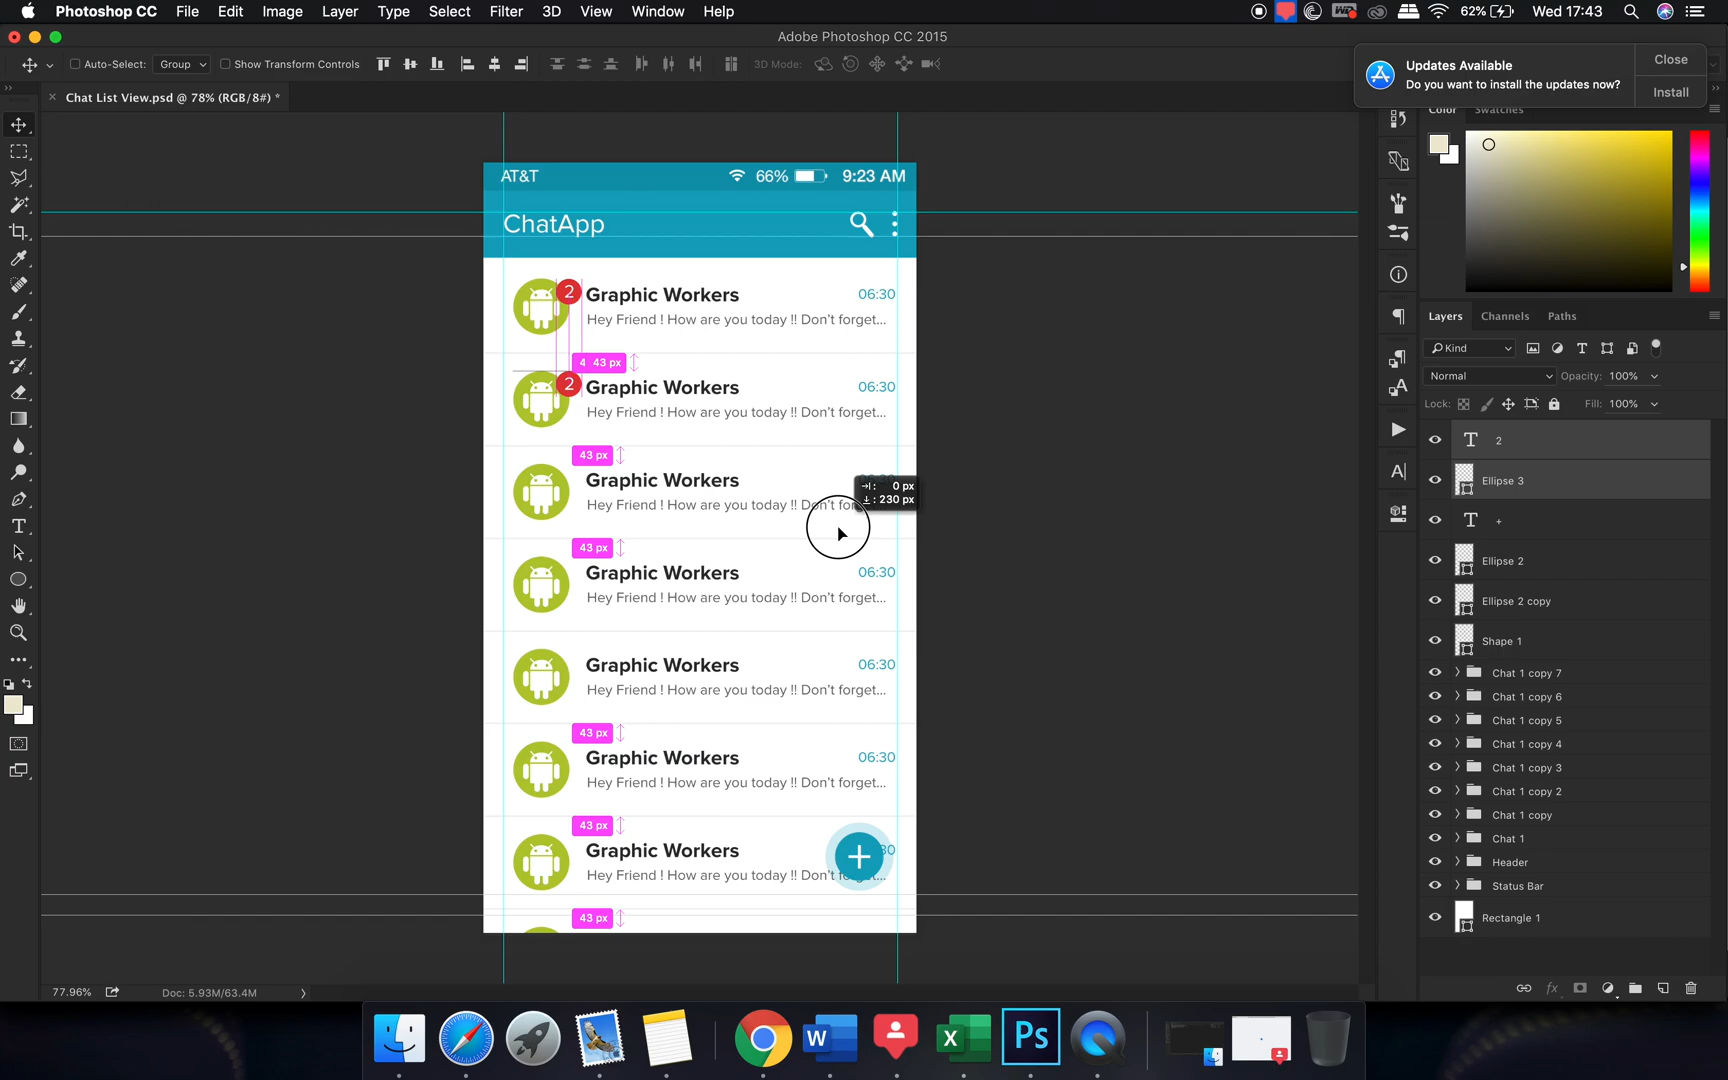 Photoshop CC File Edit Image Layer Type Select Filter 3D View Window Help 62% Wed 17:43
Adobe Photoshop CC 2015
Auto-Select: Group Show Transform Controls 3D Mode:
Updates Available
Do you want to install the updates now?
Close
Install
Chat List View.psd @ 78% (RGB/8#) *
Color Swatches
AT&T 66% 9:23 AM
ChatApp
2 Graphic Workers 06:30
Hey Friend ! How are you today !! Don't forget...
4 43 px
2 Graphic Workers 06:30
Hey Friend ! How are you today !! Don't forget...
43 px
Graphic Workers
Hey Friend ! How are you today !! Don't for
: 0 px
: 230 px
43 px
Graphic Workers 06:30
Hey Friend ! How are you today !! Don't forget...
Graphic Workers 06:30
Hey Friend ! How are you today !! Don't forget...
43 px
Graphic Workers 06:30
Hey Friend ! How are you today !! Don't forget...
43 px
Graphic Workers 30
Hey Friend ! How are you today !! Don't forget...
43 px
Layers Channels Paths
Kind
Normal Opacity: 100%
Lock: Fill: 100%
T 2
Ellipse 3
T +
Ellipse 2
Ellipse 2 copy
Shape 1
Chat 1 copy 7
Chat 1 copy 6
Chat 1 copy 5
Chat 1 copy 4
Chat 1 copy 3
Chat 1 copy 2
Chat 1 copy
Chat 1
Header
Status Bar
Rectangle 1
fx
77.96% Doc: 5.93M/63.4M
W X Ps